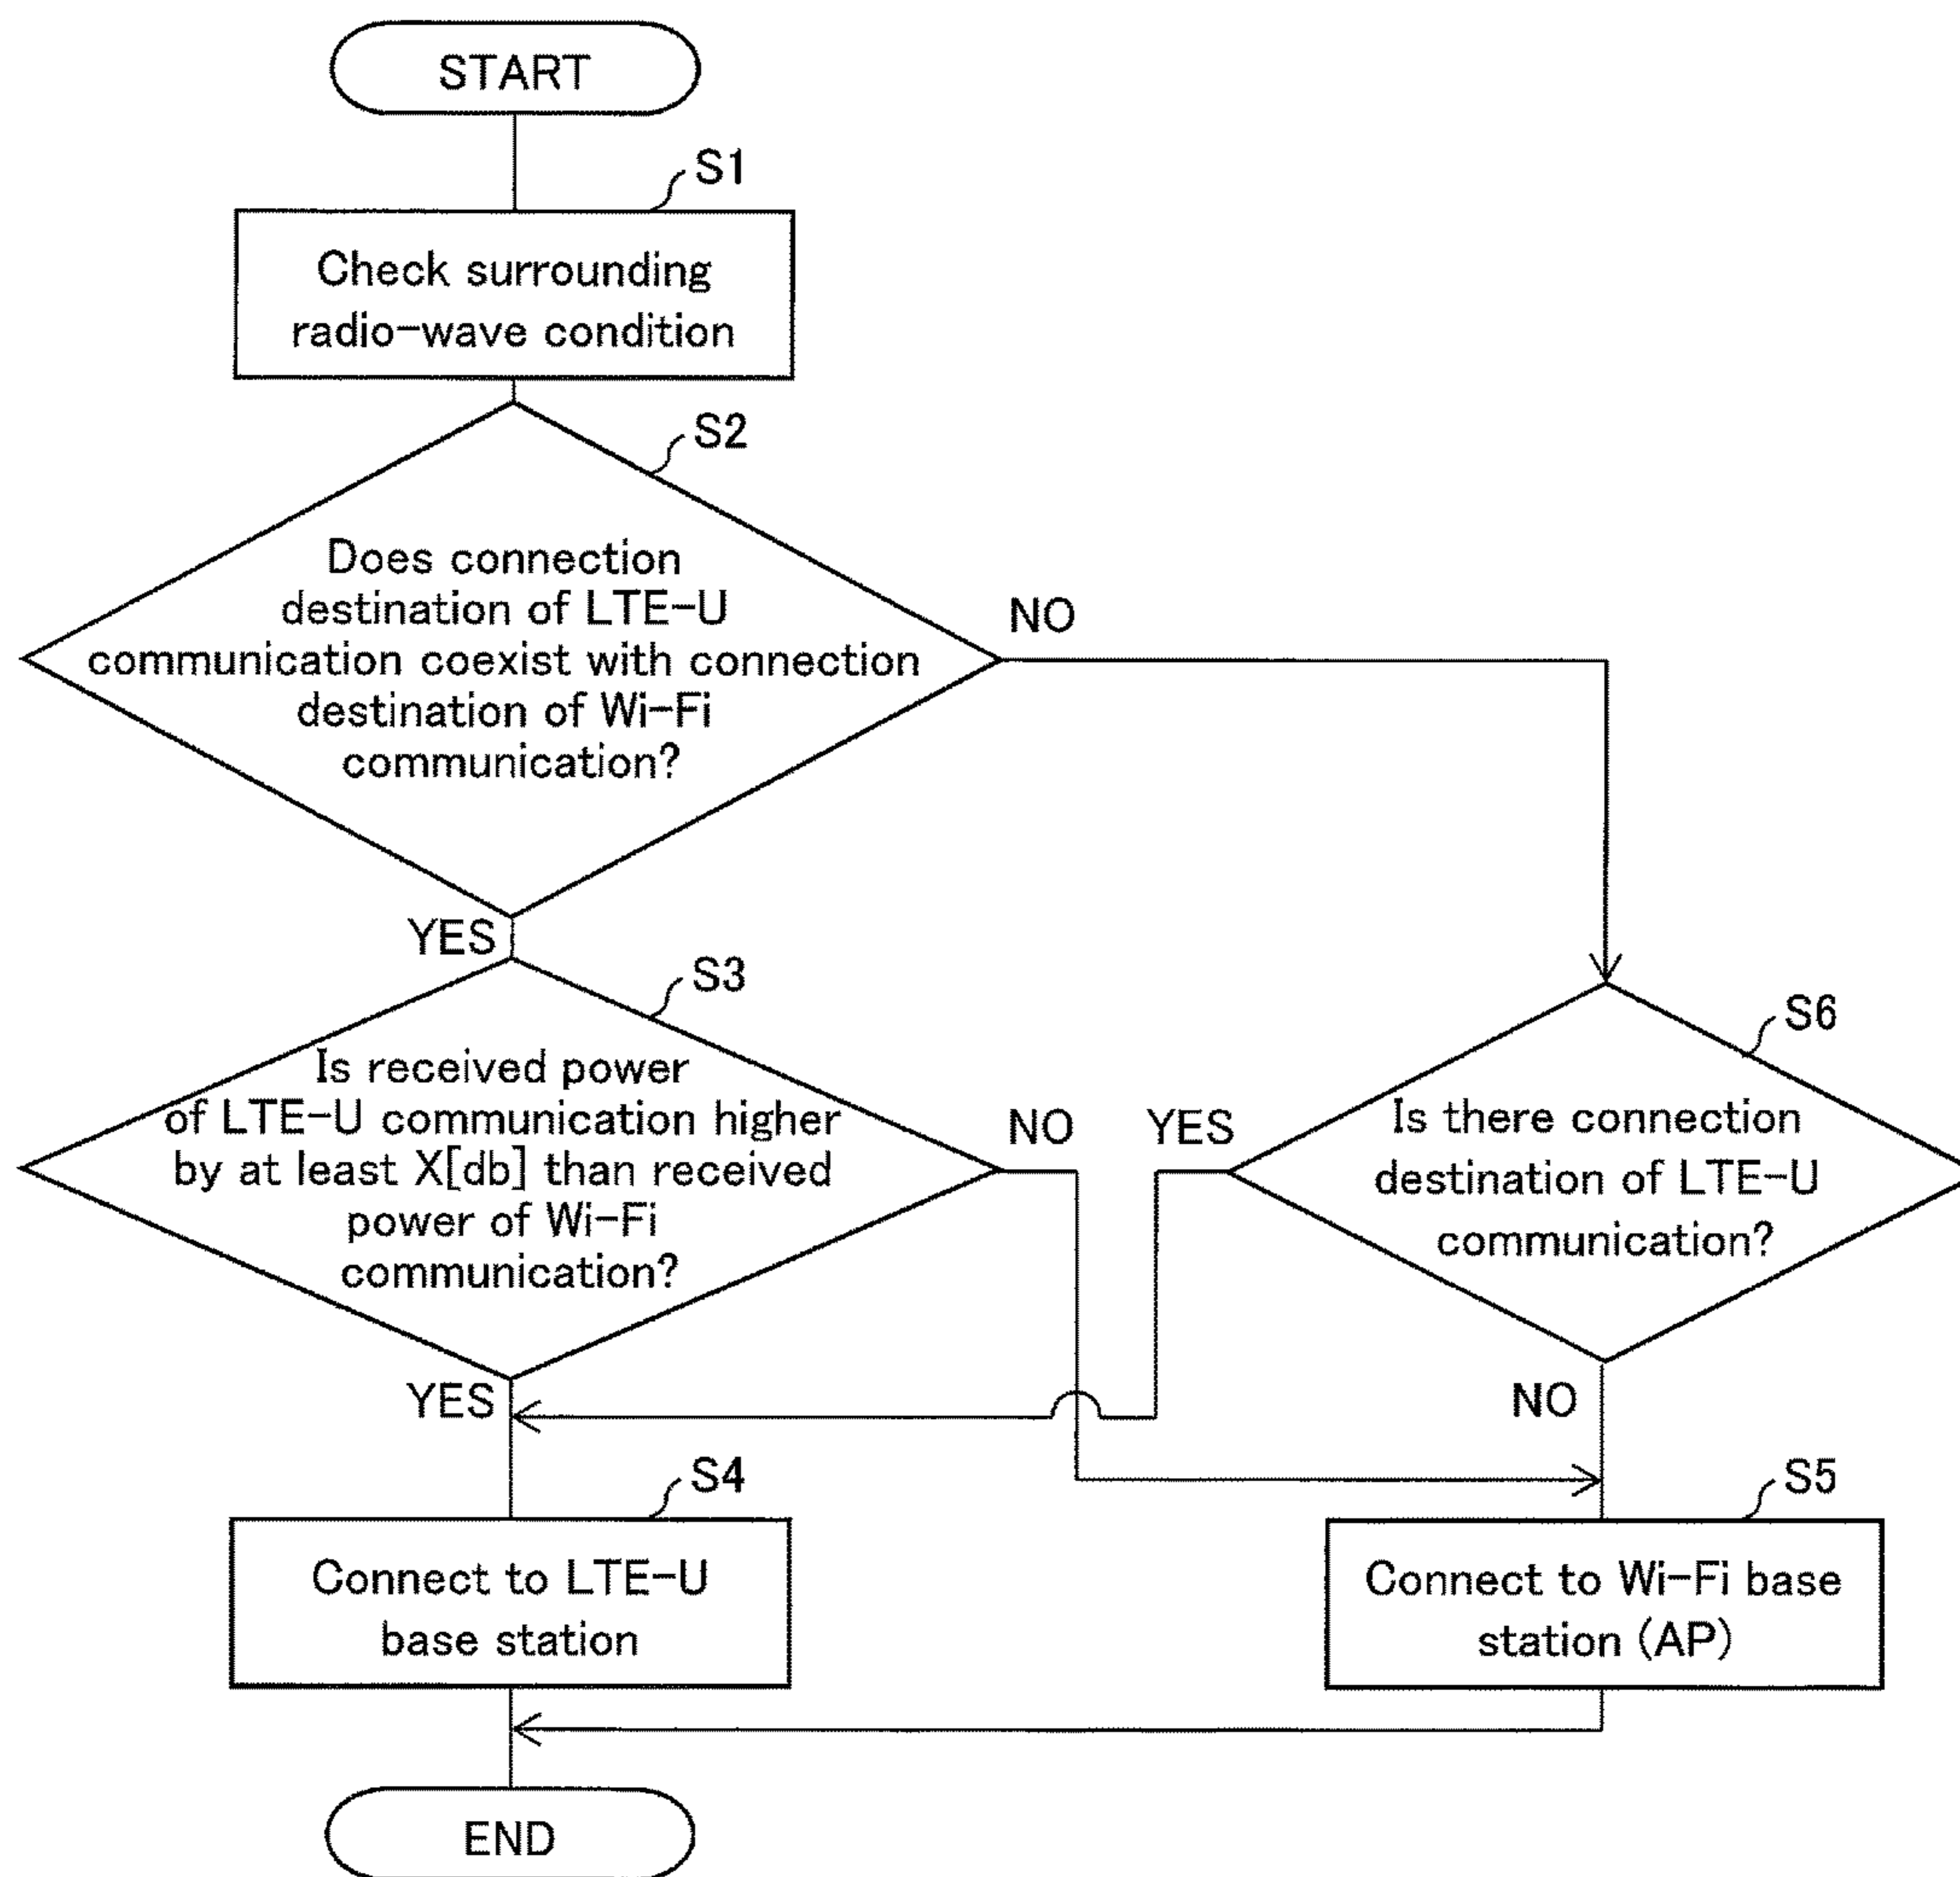 START
S1
Check surrounding
radio-wave condition
S2
Does connection
destination of LTE-U
communication coexist with connection
destination of Wi-Fi
communication?
NO
YES
S3
Is received power
of LTE-U communication higher
by at least X[db] than received
power of Wi-Fi
communication?
NO
YES
S6
Is there connection
destination of LTE-U
communication?
YES
NO
S4
Connect to LTE-U
base station
S5
Connect to Wi-Fi base
station (AP)
END